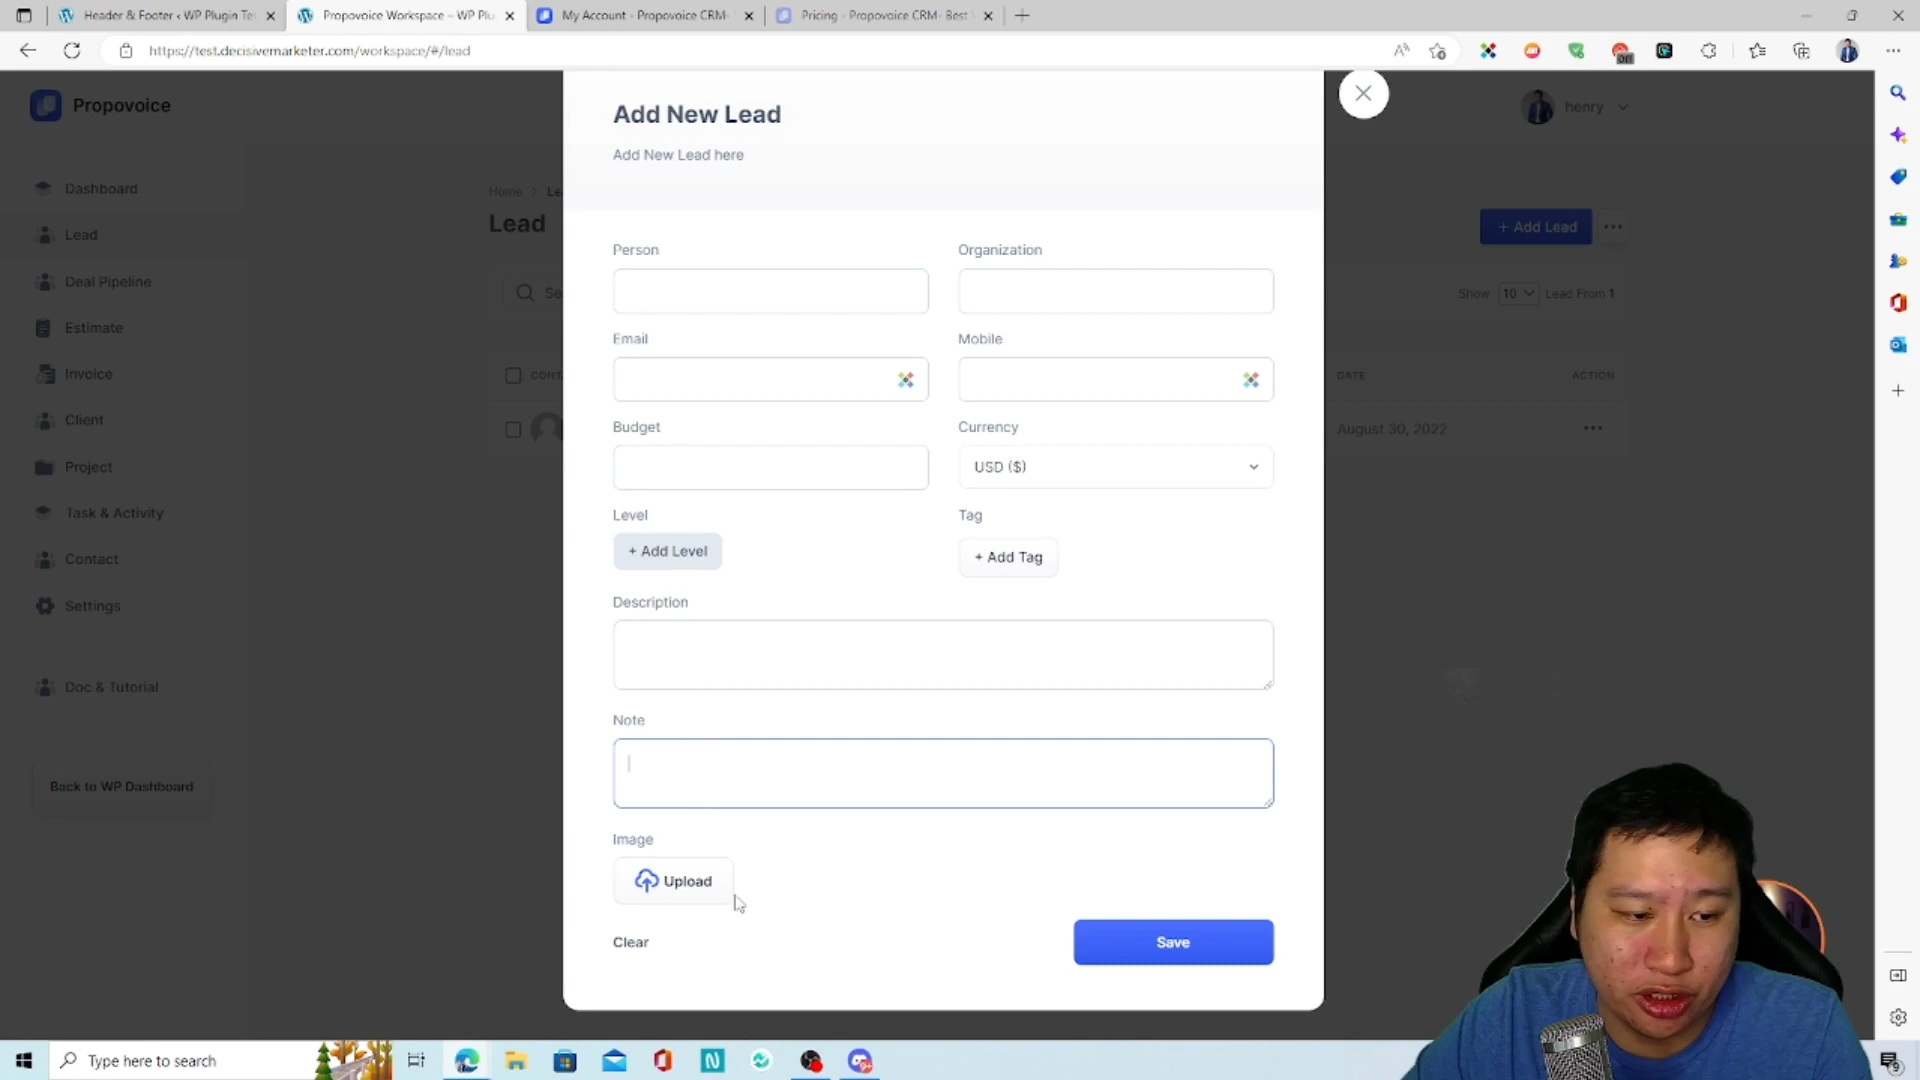 Header & Footer ‹ WP Plugin Te
Propovoice Workspace – WP Plu
My Account - Propovoice CRM-
Pricing - Propovoice CRM- Best
https://test.decisivemarketer.com/workspace/#/lead
Propovoice
henry
Dashboard
Lead
Deal Pipeline
Estimate
Invoice
Client
Project
Task & Activity
Contact
Settings
Doc & Tutorial
Back to WP Dashboard
Home > Le
Lead
+ Add Lead
Se
Show 10 Lead From 1
CONT
DATE
ACTION
August 30, 2022
Add New Lead
Add New Lead here
Person
Organization
Email
Mobile
Budget
Currency
USD ($)
Level
Tag
+ Add Level
+ Add Tag
Description
Note
Image
Upload
Clear
Save
Type here to search